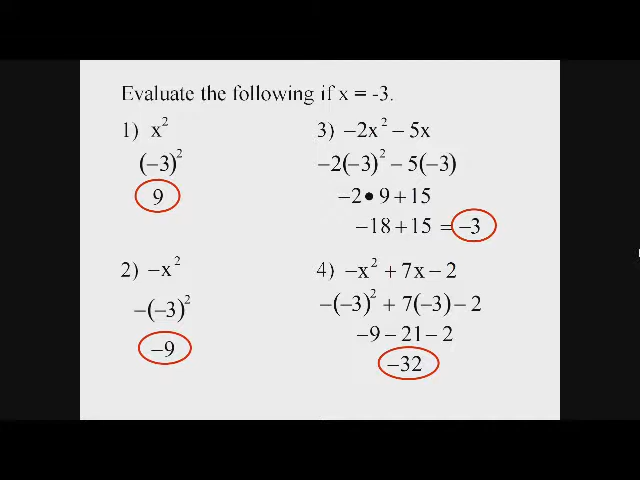 Evaluate the following if x = -3.
1) x²
(−3)²
9
2) −x²
−(−3)²
−9
3) −2x² − 5x
−2(−3)² − 5(−3)
−2 • 9 + 15
−18 + 15 = −3
4) −x² + 7x − 2
−(−3)² + 7(−3) − 2
−9 − 21 − 2
−32